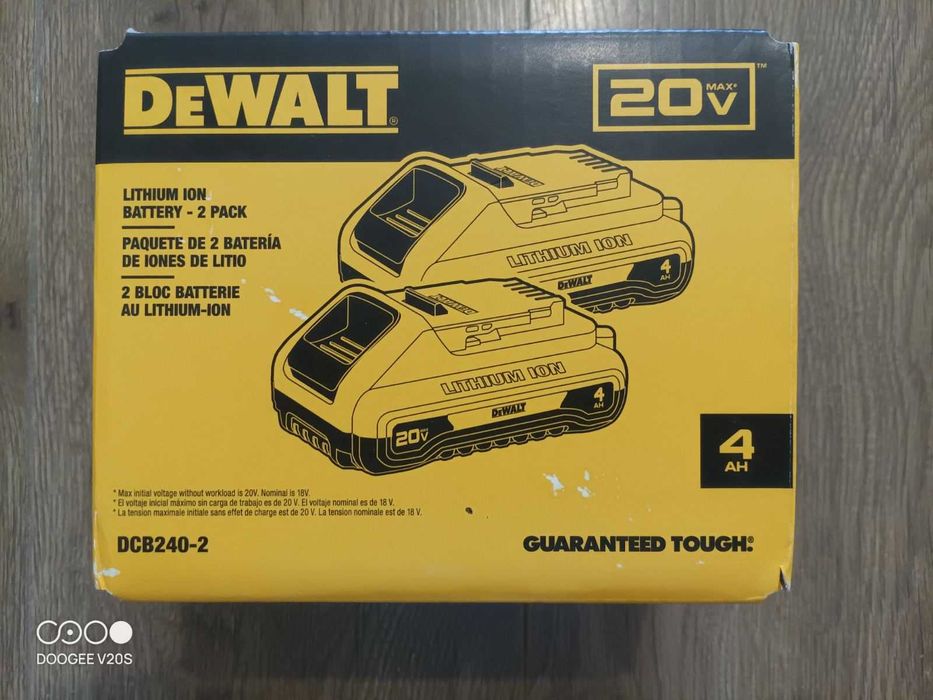 DEWALT®
20V MAX* ™
LITHIUM ION
BATTERY - 2 PACK
PAQUETE DE 2 BATERÍA
DE IONES DE LITIO
2 BLOC BATTERIE
AU LITHIUM-ION
DEWALT
LITHIUM ION
DEWALT
4
AH
DEWALT
LITHIUM ION
DEWALT
4
AH
20V MAX
4
AH
* Max initial voltage without workload is 20V. Nominal is 18V.
* El voltaje inicial máximo sin carga de trabajo es de 20 V. El voltaje nominal es de 18 V.
* La tension maximale initiale sans effet de charge est de 20 V. La tension nominale est de 18 V.
DCB240-2
GUARANTEED TOUGH.®
DOOGEE V20S